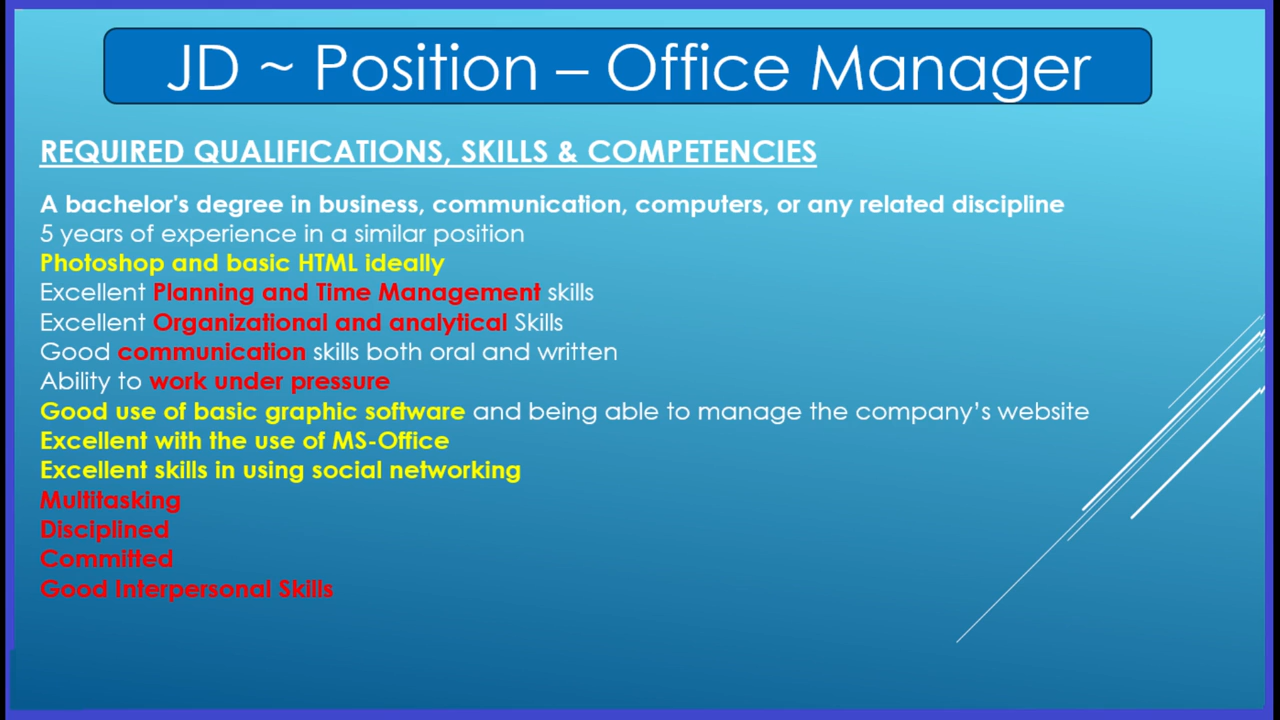 JD ~ Position – Office Manager
REQUIRED QUALIFICATIONS, SKILLS & COMPETENCIES
A bachelor's degree in business, communication, computers, or any related discipline
5 years of experience in a similar position
Photoshop and basic HTML ideally
Excellent Planning and Time Management skills
Excellent Organizational and analytical Skills
Good communication skills both oral and written
Ability to work under pressure
Good use of basic graphic software and being able to manage the company’s website
Excellent with the use of MS-Office
Excellent skills in using social networking
Multitasking
Disciplined
Committed
Good Interpersonal Skills